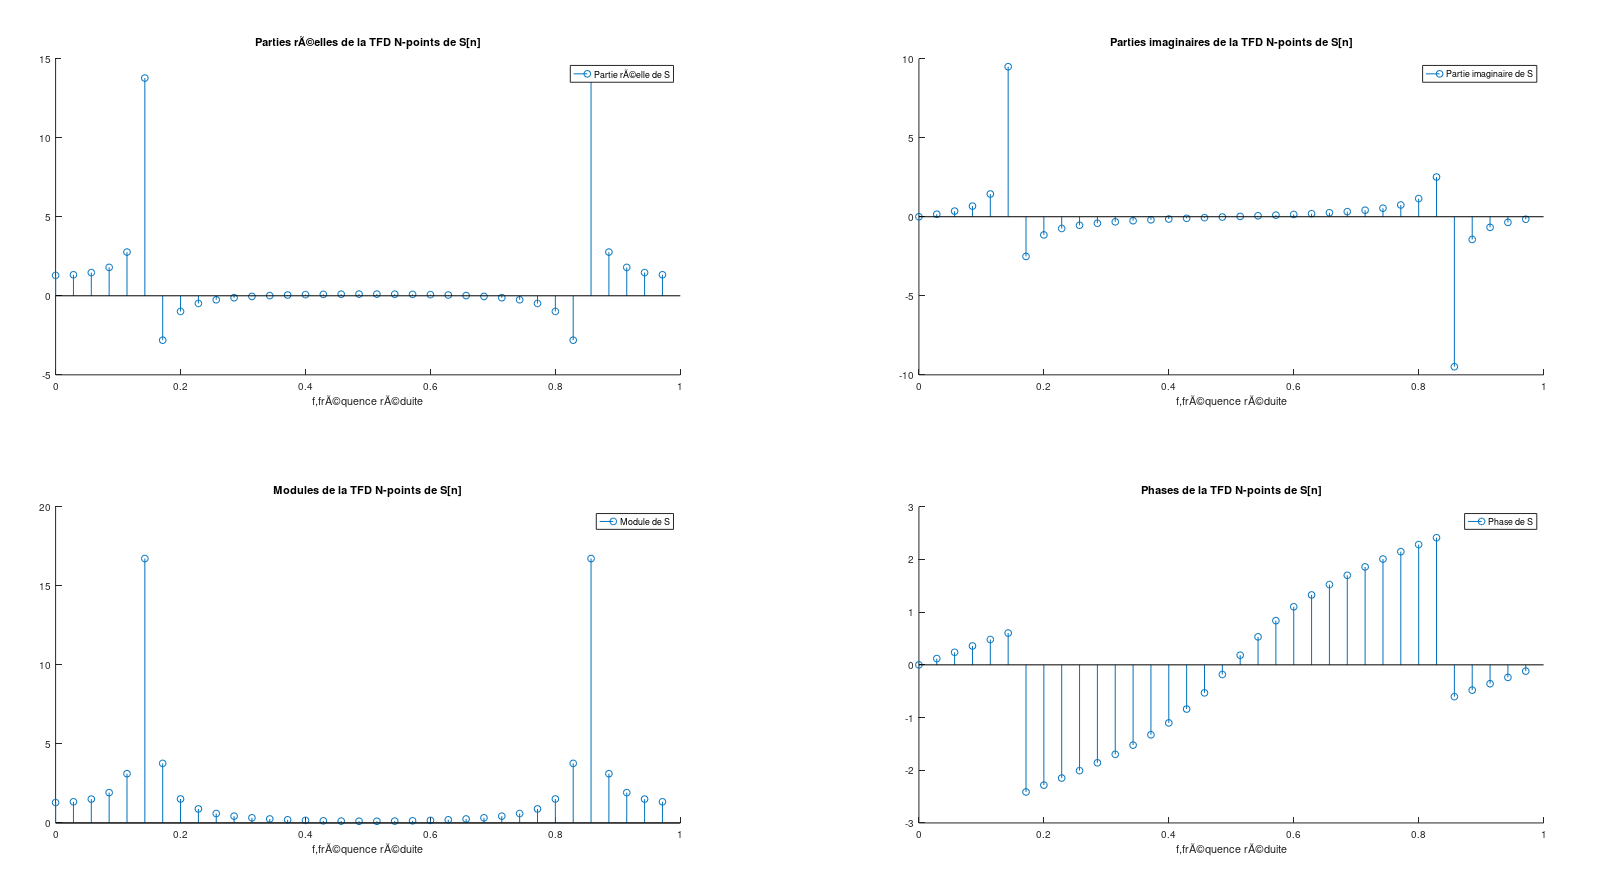 Parties rÃ©elles de la TFD N-points de S[n]
15
10
5
0
-5
Partie rÃ©elle de S
0 0.2 0.4 0.6 0.8 1
f,frÃ©quence rÃ©duite
Parties imaginaires de la TFD N-points de S[n]
10
5
0
-5
-10
Partie imaginaire de S
0 0.2 0.4 0.6 0.8 1
f,frÃ©quence rÃ©duite
Modules de la TFD N-points de S[n]
20
15
10
5
0
Module de S
0 0.2 0.4 0.6 0.8 1
f,frÃ©quence rÃ©duite
Phases de la TFD N-points de S[n]
3
2
1
0
-1
-2
-3
Phase de S
0 0.2 0.4 0.6 0.8 1
f,frÃ©quence rÃ©duite